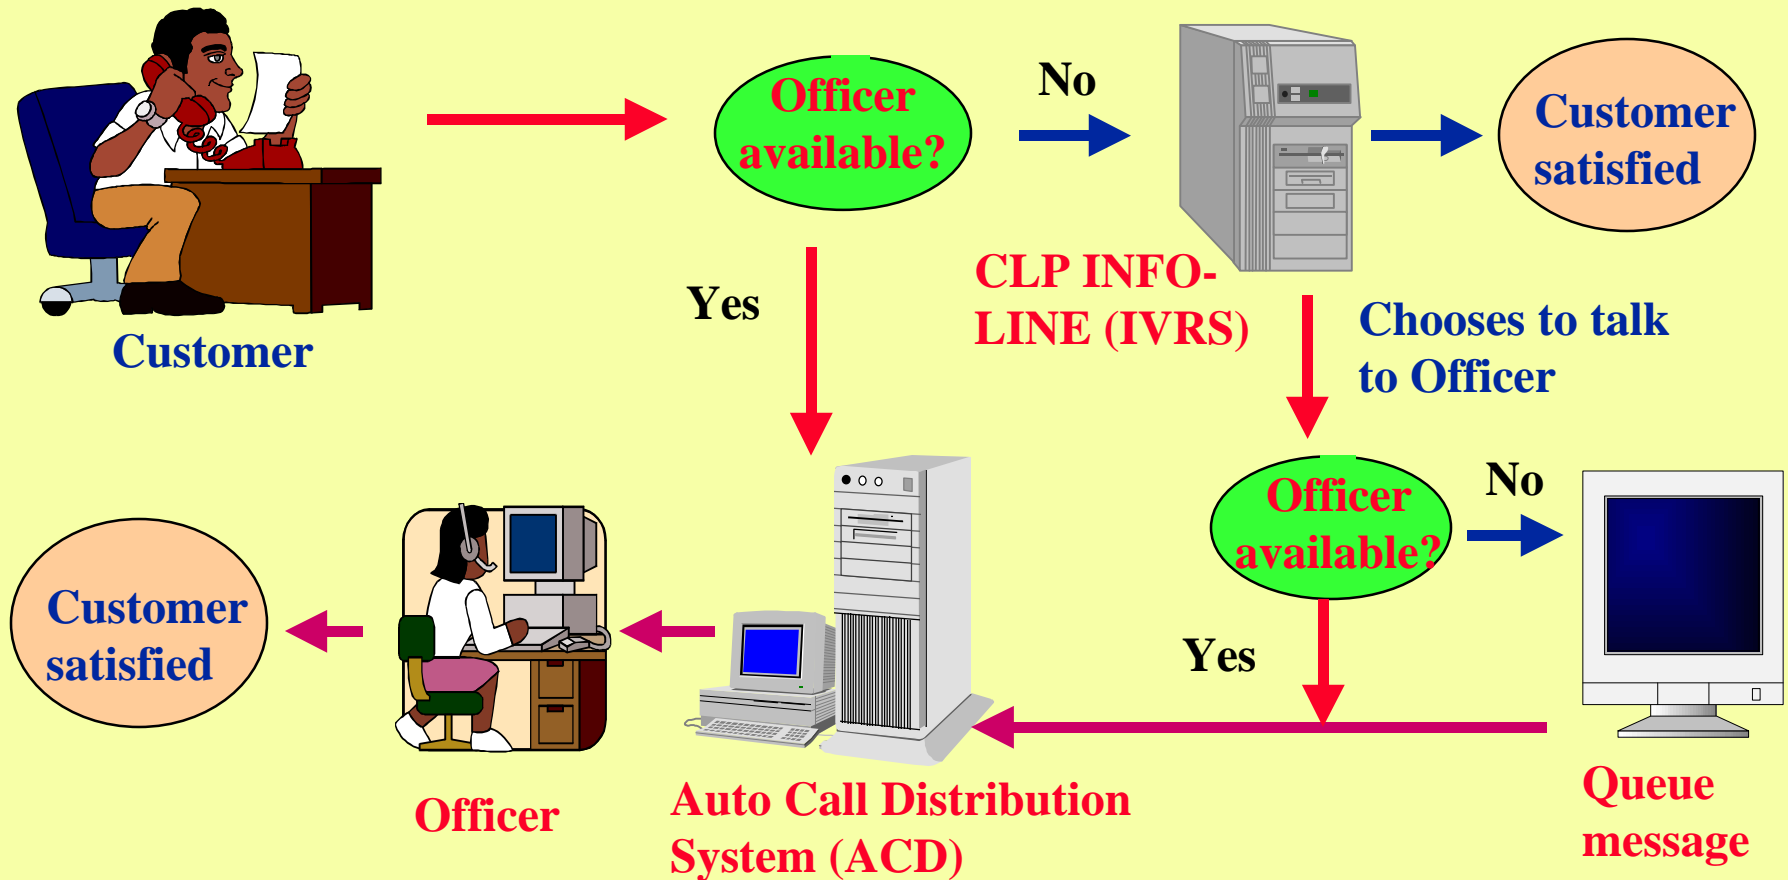 Officer
available?
No
Customer
satisfied
Customer
Yes
CLP INFO-
LINE (IVRS)
Chooses to talk
to Officer
Officer
available?
No
Customer
satisfied
Yes
Officer
Auto Call Distribution
System (ACD)
Queue
message